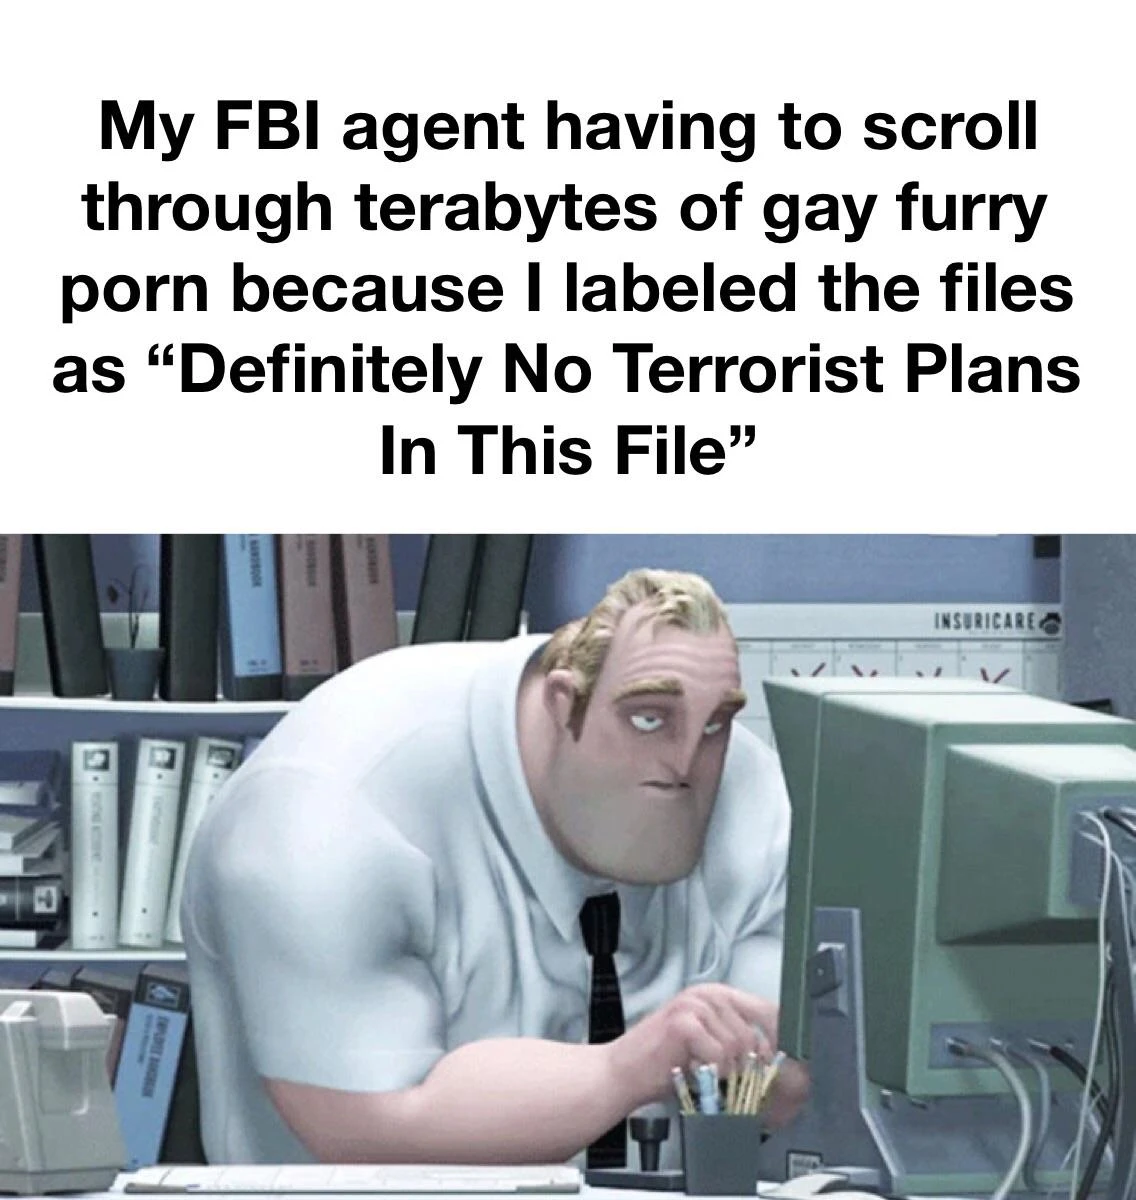 My FBI agent having to scroll
through terabytes of gay furry
porn because I labeled the files
as “Definitely No Terrorist Plans
In This File”
INSURICARE